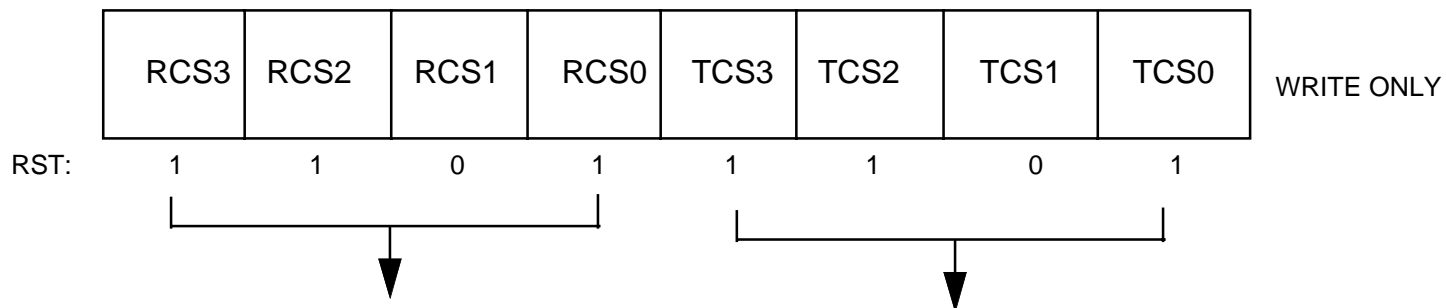 RCS3 RCS2 RCS1 RCS0 TCS3 TCS2 TCS1 TCS0 WRITE ONLY
RST: 1 1 0 1 1 1 0 1